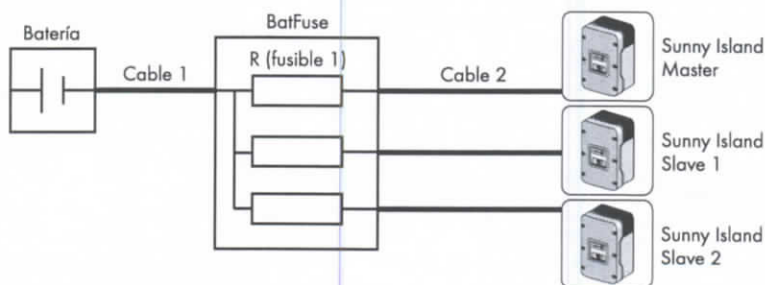 Batería
BatFuse
R (fusible 1)
Cable 1
Cable 2
Sunny Island
Master
Sunny Island
Slave 1
Sunny Island
Slave 2